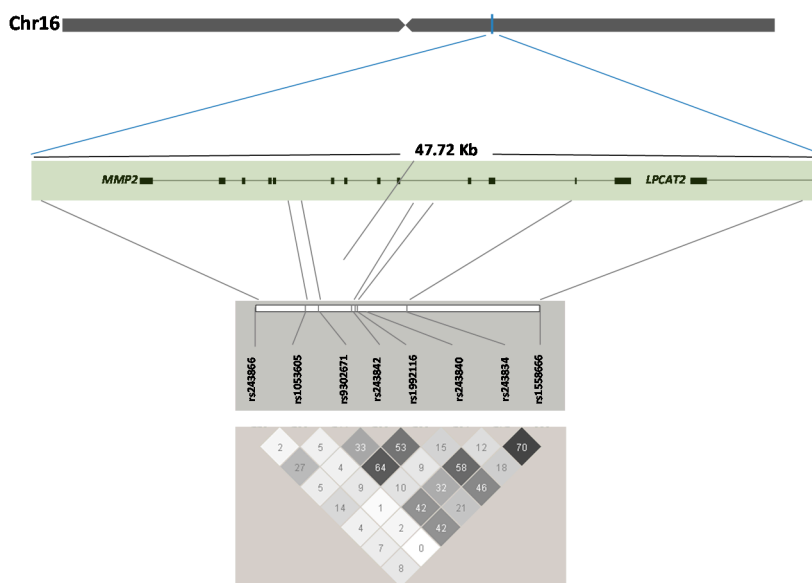 Chr16
47.72 Kb
MMP2 LPCAT2
rs243866
rs1053605
rs9302671
rs243842
rs1992116
rs243840
rs243834
rs1558666
2 5 33 53 15 12 70
27 4 64 9 58 18
5 9 10 32 46
14 1 42 21
4 2 42
7 0
8